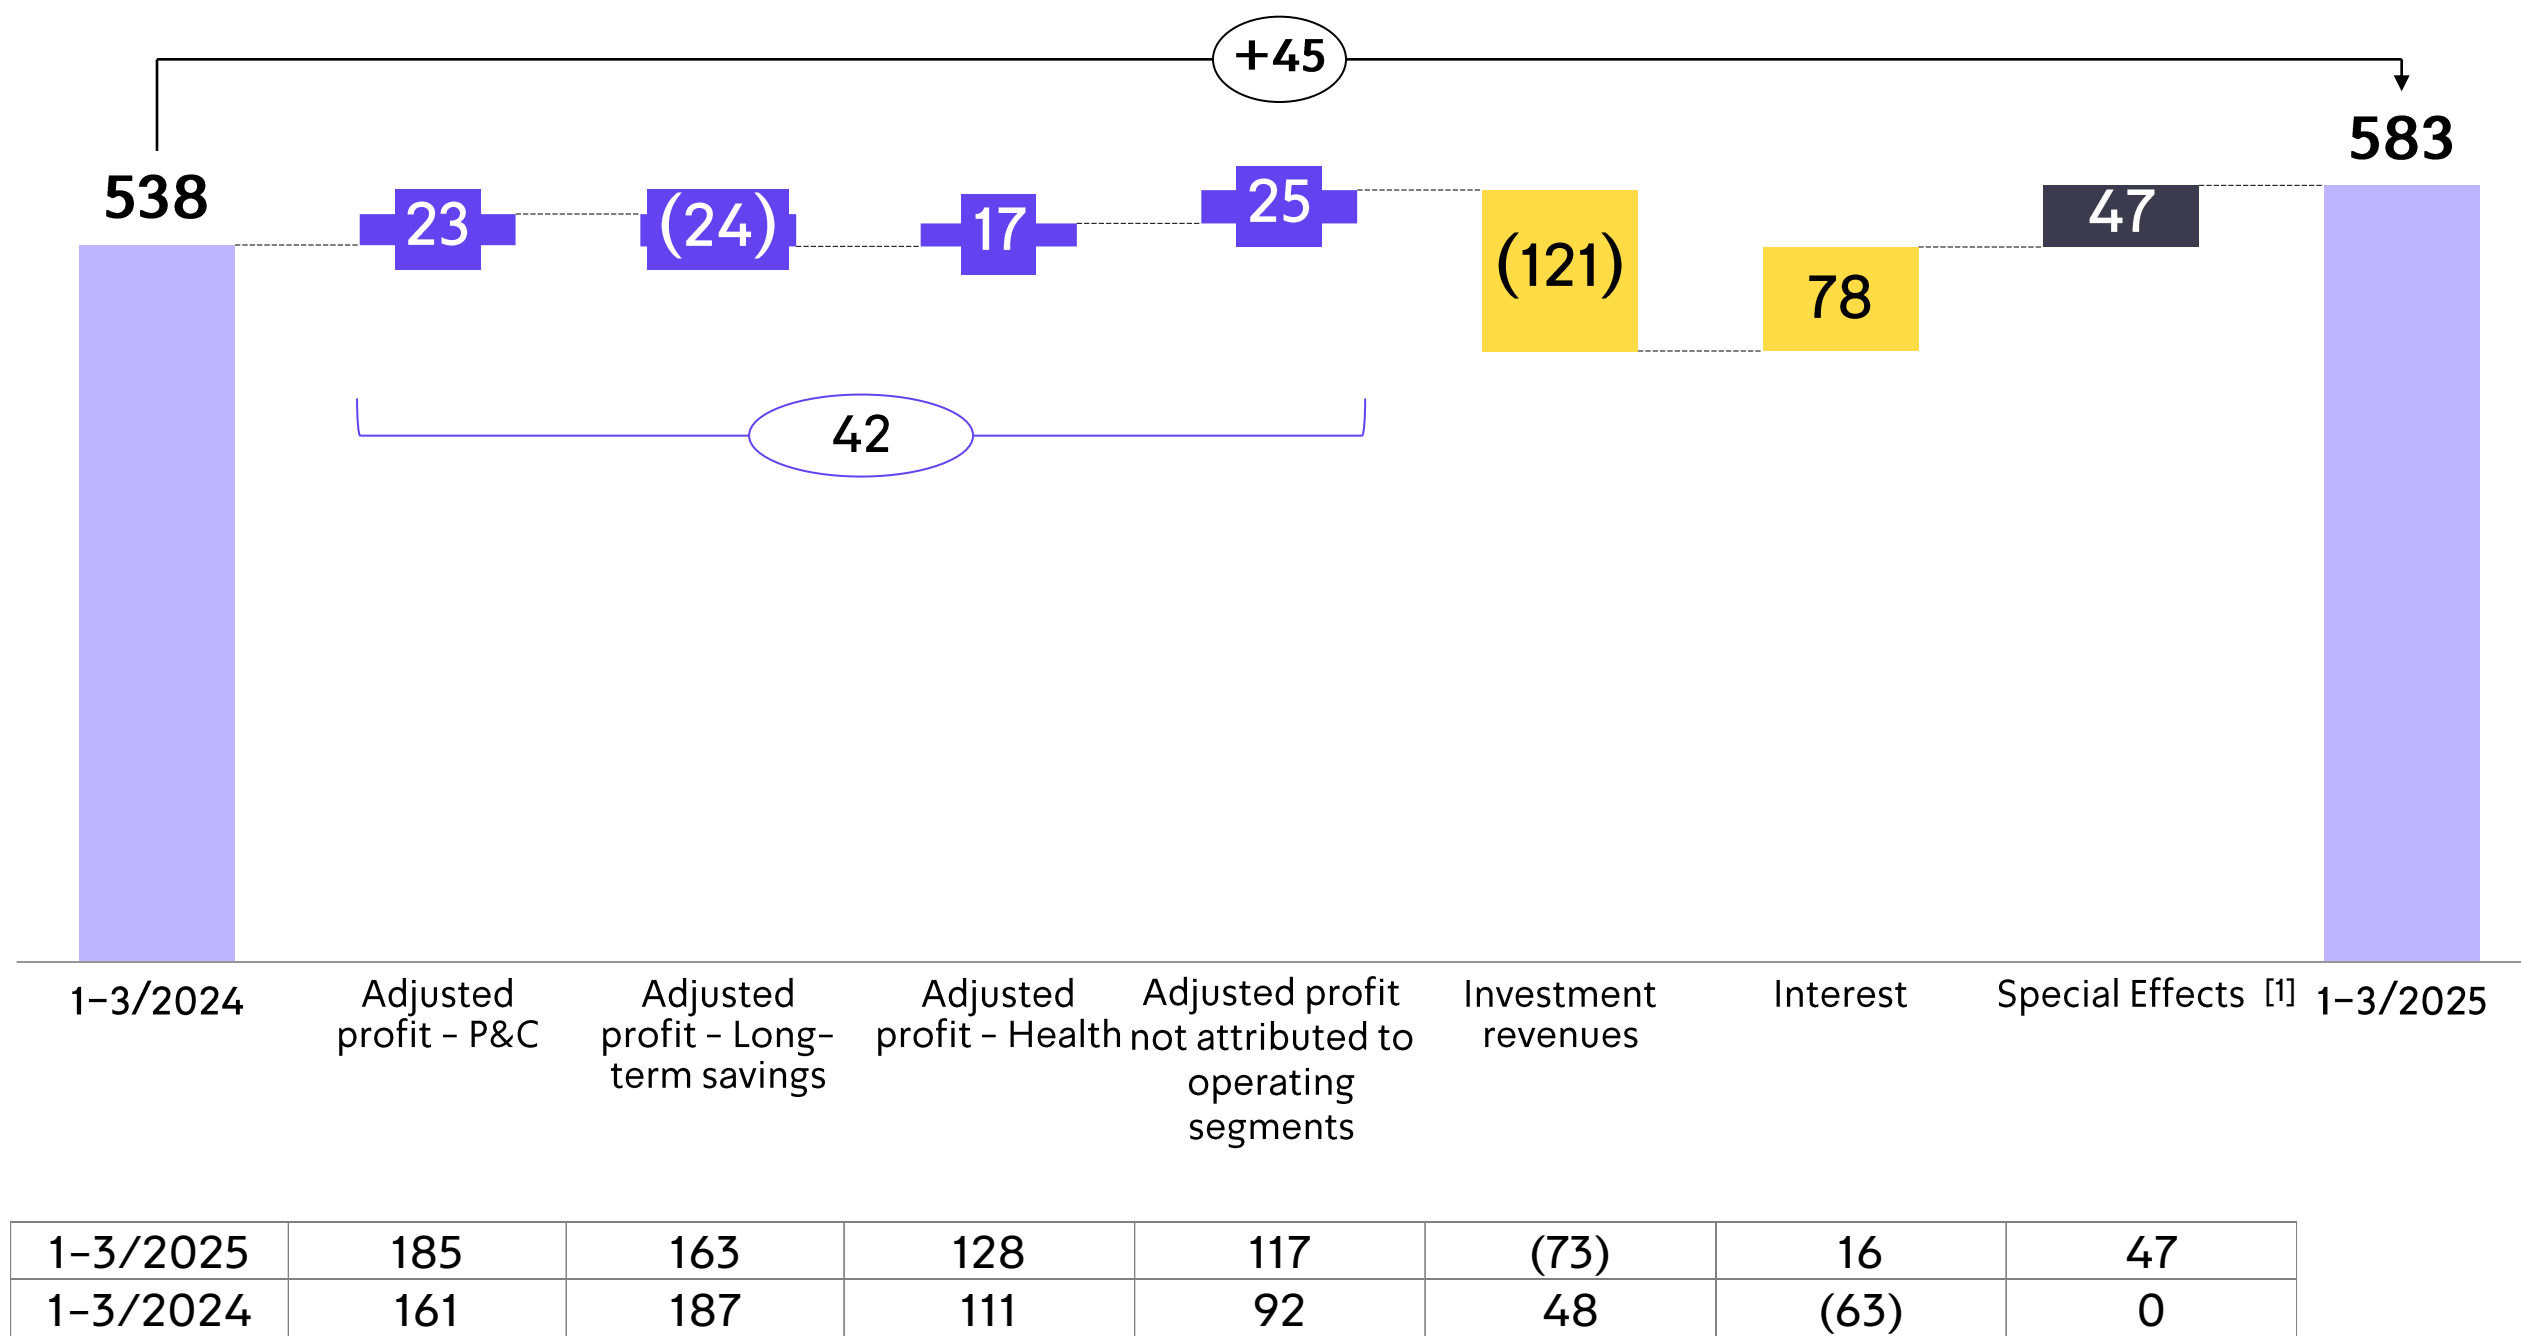 +45
583
538
23
(24)
17
25
(121)
78
47
42
1-3/2024
Adjusted
profit - P&C
Adjusted
profit - Long-
term savings
Adjusted
profit - Health
Adjusted profit
not attributed to
operating
segments
Investment
revenues
Interest
Special Effects [1]
1-3/2025
1-3/2025 185 163 128 117 (73) 16 47
1-3/2024 161 187 111 92 48 (63) 0